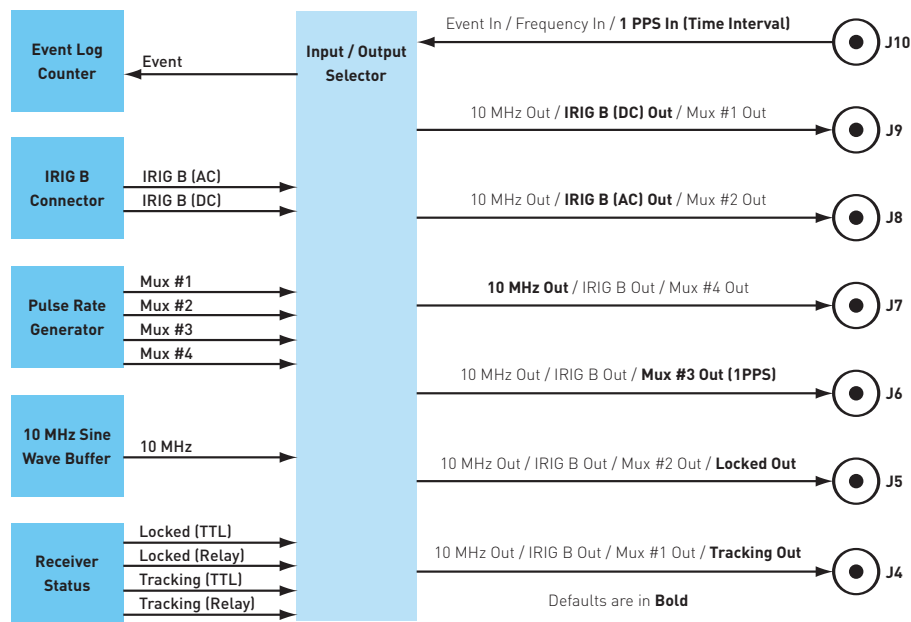 Event Log
Counter
Event
IRIG B
Connector
IRIG B (AC)
IRIG B (DC)
Pulse Rate
Generator
Mux #1
Mux #2
Mux #3
Mux #4
10 MHz Sine
Wave Buffer
10 MHz
Receiver
Status
Locked (TTL)
Locked (Relay)
Tracking (TTL)
Tracking (Relay)
Input / Output
Selector
Event In / Frequency In / 1 PPS In (Time Interval)
J10
10 MHz Out / IRIG B (DC) Out / Mux #1 Out
J9
10 MHz Out / IRIG B (AC) Out / Mux #2 Out
J8
10 MHz Out / IRIG B Out / Mux #4 Out
J7
10 MHz Out / IRIG B Out / Mux #3 Out (1PPS)
J6
10 MHz Out / IRIG B Out / Mux #2 Out / Locked Out
J5
10 MHz Out / IRIG B Out / Mux #1 Out / Tracking Out
J4
Defaults are in Bold